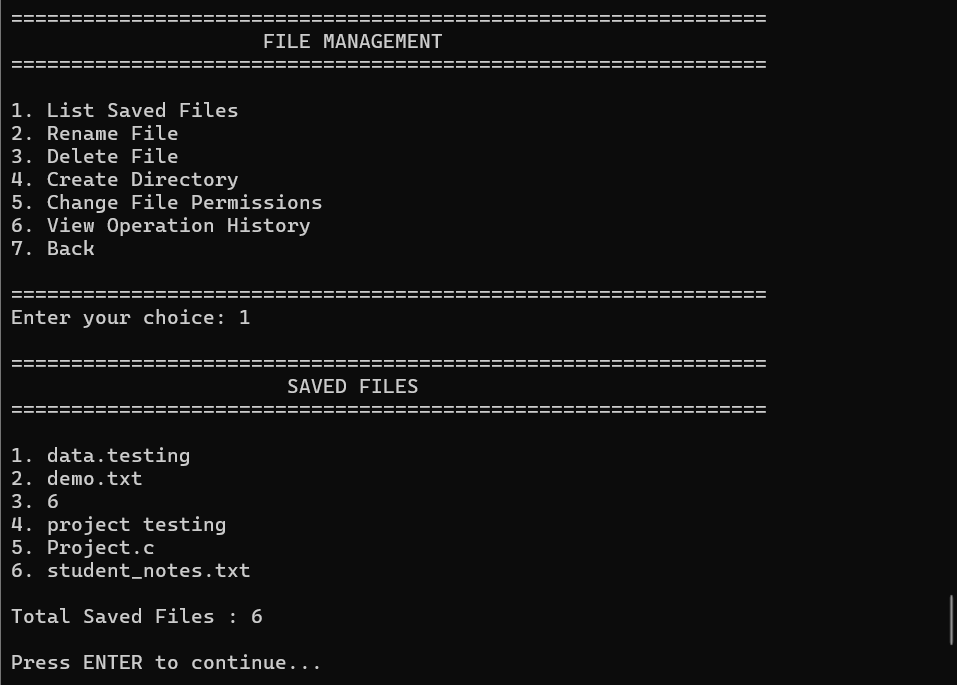 ===============================================================
FILE MANAGEMENT
===============================================================
1. List Saved Files
2. Rename File
3. Delete File
4. Create Directory
5. Change File Permissions
6. View Operation History
7. Back
===============================================================
Enter your choice: 1
===============================================================
SAVED FILES
===============================================================
1. data.testing
2. demo.txt
3. 6
4. project testing
5. Project.c
6. student_notes.txt
Total Saved Files : 6
Press ENTER to continue...